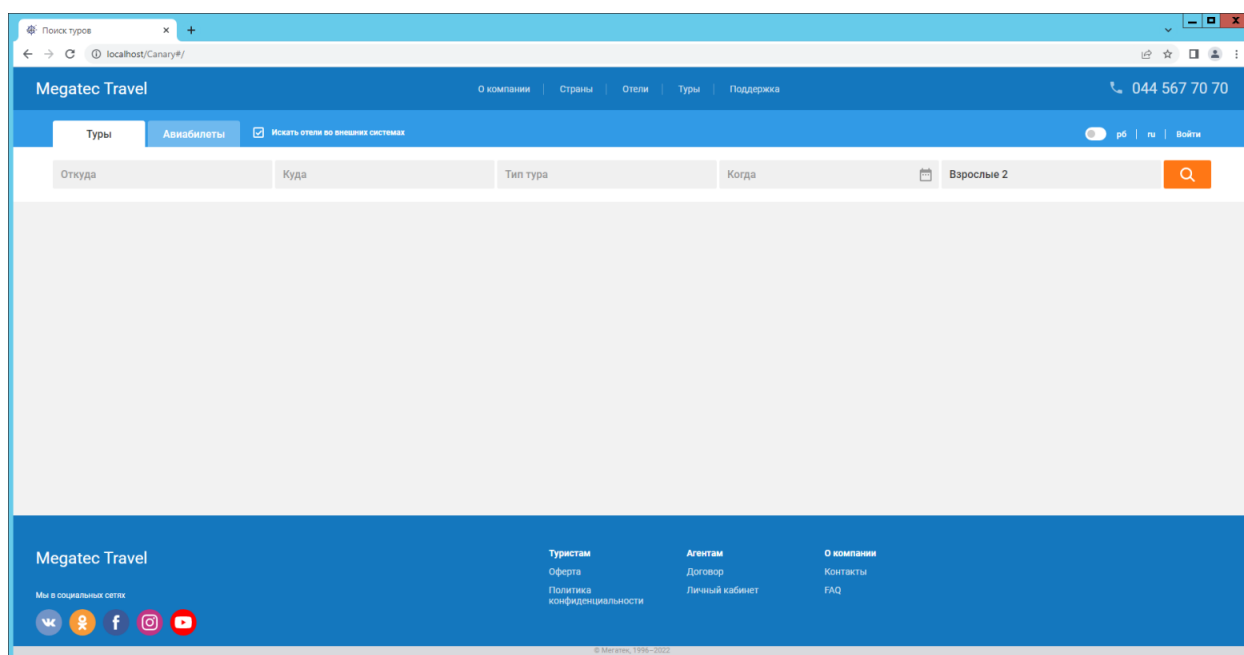 Поиск туров
localhost/Canary#/
Megatec Travel
О компании | Страны | Отели | Туры | Поддержка
044 567 70 70
Туры
Авиабилеты
Искать отели во внешних системах
рб | ru | Войти
Откуда
Куда
Тип тура
Когда
Взрослые 2
Megatec Travel
Мы в социальных сетях
Туристам
Оферта
Политика
конфиденциальности
Агентам
Договор
Личный кабинет
О компании
Контакты
FAQ
© Мегатек, 1996–2022